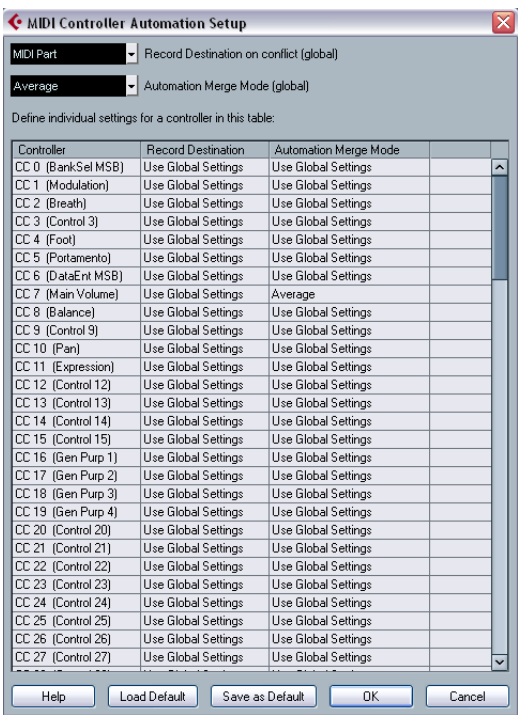 MIDI Controller Automation Setup
MIDI Part Record Destination on conflict (global)
Average Automation Merge Mode (global)
Define individual settings for a controller in this table:
Controller Record Destination Automation Merge Mode
CC 0 (BankSel MSB) Use Global Settings Use Global Settings
CC 1 (Modulation) Use Global Settings Use Global Settings
CC 2 (Breath) Use Global Settings Use Global Settings
CC 3 (Control 3) Use Global Settings Use Global Settings
CC 4 (Foot) Use Global Settings Use Global Settings
CC 5 (Portamento) Use Global Settings Use Global Settings
CC 6 (DataEnt MSB) Use Global Settings Use Global Settings
CC 7 (Main Volume) Use Global Settings Average
CC 8 (Balance) Use Global Settings Use Global Settings
CC 9 (Control 9) Use Global Settings Use Global Settings
CC 10 (Pan) Use Global Settings Use Global Settings
CC 11 (Expression) Use Global Settings Use Global Settings
CC 12 (Control 12) Use Global Settings Use Global Settings
CC 13 (Control 13) Use Global Settings Use Global Settings
CC 14 (Control 14) Use Global Settings Use Global Settings
CC 15 (Control 15) Use Global Settings Use Global Settings
CC 16 (Gen Purp 1) Use Global Settings Use Global Settings
CC 17 (Gen Purp 2) Use Global Settings Use Global Settings
CC 18 (Gen Purp 3) Use Global Settings Use Global Settings
CC 19 (Gen Purp 4) Use Global Settings Use Global Settings
CC 20 (Control 20) Use Global Settings Use Global Settings
CC 21 (Control 21) Use Global Settings Use Global Settings
CC 22 (Control 22) Use Global Settings Use Global Settings
CC 23 (Control 23) Use Global Settings Use Global Settings
CC 24 (Control 24) Use Global Settings Use Global Settings
CC 25 (Control 25) Use Global Settings Use Global Settings
CC 26 (Control 26) Use Global Settings Use Global Settings
CC 27 (Control 27) Use Global Settings Use Global Settings
Help Load Default Save as Default OK Cancel